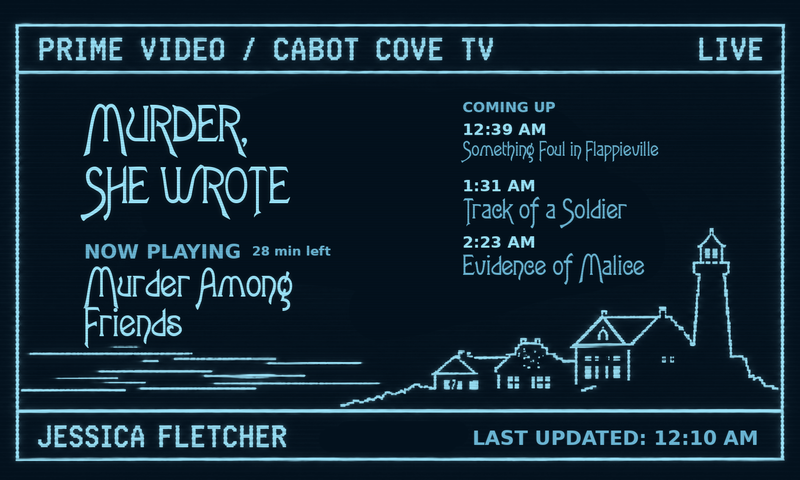 PRIME VIDEO / CABOT COVE TV
LIVE
MURDER,
SHE WROTE
NOW PLAYING 28 min left
Murder Among
Friends
COMING UP
12:39 AM
Something Foul in Flappieville
1:31 AM
Track of a Soldier
2:23 AM
Evidence of Malice
JESSICA FLETCHER
LAST UPDATED: 12:10 AM